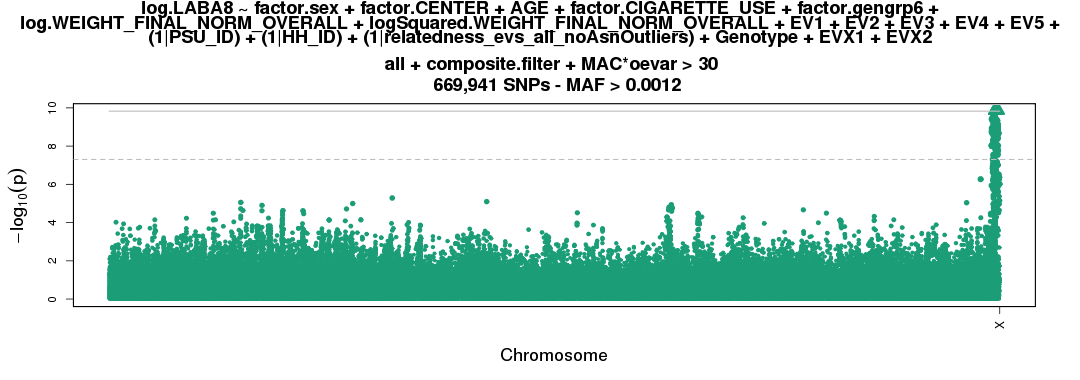 log.LABA8 ~ factor.sex + factor.CENTER + AGE + factor.CIGARETTE_USE + factor.gengrp6 +
log.WEIGHT_FINAL_NORM_OVERALL + logSquared.WEIGHT_FINAL_NORM_OVERALL + EV1 + EV2 + EV3 + EV4 + EV5 +
(1|PSU_ID) + (1|HH_ID) + (1|relatedness_evs_all_noAsnOutliers) + Genotype + EVX1 + EVX2
all + composite.filter + MAC*oevar > 30
669,941 SNPs - MAF > 0.0012
10
8
6
4
2
0
−log10(p)
X
Chromosome